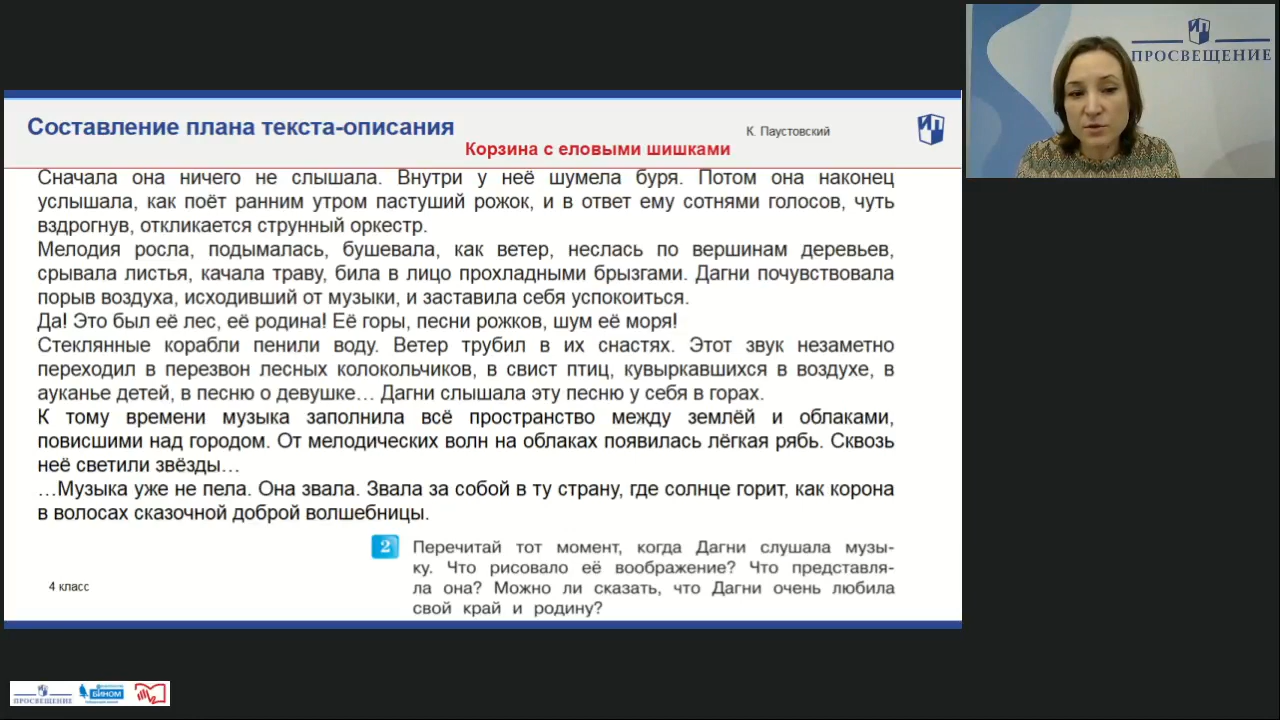 ПРОСВЕЩЕНИЕ
Составление плана текста-описания
К. Паустовский
Корзина с еловыми шишками
Сначала она ничего не слышала. Внутри у неё шумела буря. Потом она наконец
услышала, как поёт ранним утром пастуший рожок, и в ответ ему сотнями голосов, чуть
вздрогнув, откликается струнный оркестр.
Мелодия росла, подымалась, бушевала, как ветер, неслась по вершинам деревьев,
срывала листья, качала траву, била в лицо прохладными брызгами. Дагни почувствовала
порыв воздуха, исходивший от музыки, и заставила себя успокоиться.
Да! Это был её лес, её родина! Её горы, песни рожков, шум её моря!
Стеклянные корабли пенили воду. Ветер трубил в их снастях. Этот звук незаметно
переходил в перезвон лесных колокольчиков, в свист птиц, кувыркавшихся в воздухе, в
ауканье детей, в песню о девушке… Дагни слышала эту песню у себя в горах.
К тому времени музыка заполнила всё пространство между землёй и облаками,
повисшими над городом. От мелодических волн на облаках появилась лёгкая рябь. Сквозь
неё светили звёзды…
…Музыка уже не пела. Она звала. Звала за собой в ту страну, где солнце горит, как корона
в волосах сказочной доброй волшебницы.
2 Перечитай тот момент, когда Дагни слушала музы-
ку. Что рисовало её воображение? Что представля-
ла она? Можно ли сказать, что Дагни очень любила
свой край и родину?
4 класс
ПРОСВЕЩЕНИЕ
БИНОМ